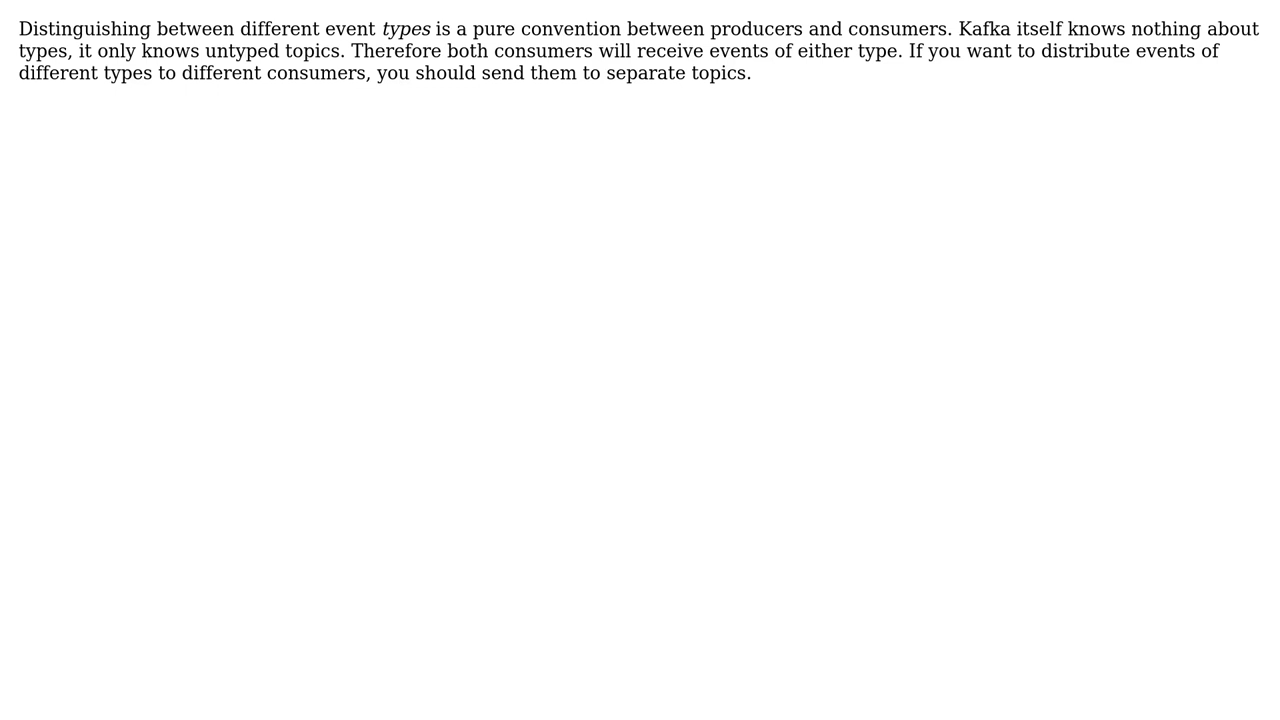 Distinguishing between different event types is a pure convention between producers and consumers. Kafka itself knows nothing about
types, it only knows untyped topics. Therefore both consumers will receive events of either type. If you want to distribute events of
different types to different consumers, you should send them to separate topics.